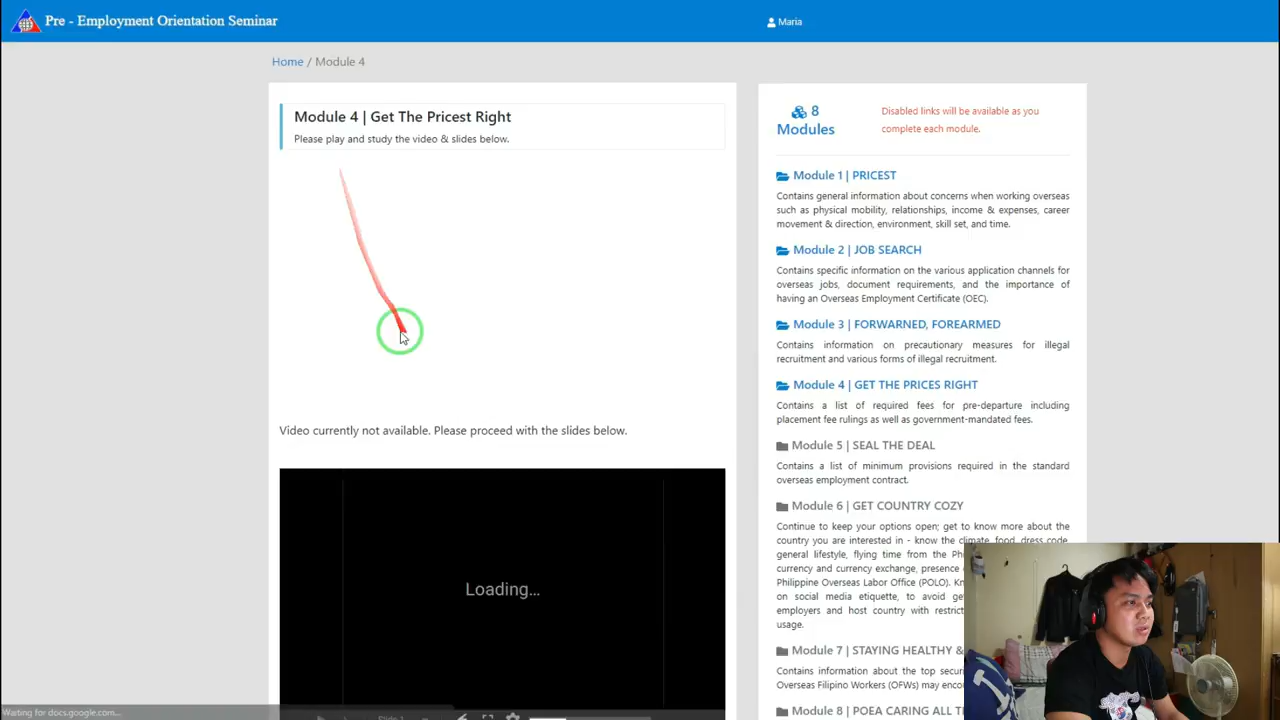 Pre - Employment Orientation Seminar
Maria
Home / Module 4
Module 4 | Get The Pricest Right
Please play and study the video & slides below.
Video currently not available. Please proceed with the slides below.
Loading...
Waiting for docs.google.com...
8
Modules
Disabled links will be available as you
complete each module.
Module 1 | PRICEST
Contains general information about concerns when working overseas
such as physical mobility, relationships, income & expenses, career
movement & direction, environment, skill set, and time.
Module 2 | JOB SEARCH
Contains specific information on the various application channels for
overseas jobs, document requirements, and the importance of
having an Overseas Employment Certificate (OEC).
Module 3 | FORWARNED, FOREARMED
Contains information on precautionary measures for illegal
recruitment and various forms of illegal recruitment.
Module 4 | GET THE PRICES RIGHT
Contains a list of required fees for pre-departure including
placement fee rulings as well as government-mandated fees.
Module 5 | SEAL THE DEAL
Contains a list of minimum provisions required in the standard
overseas employment contract.
Module 6 | GET COUNTRY COZY
Continue to keep your options open; get to know more about the
country you are interested in - know the climate, food, dress code,
general lifestyle, flying time from the
currency and currency exchange, presence
Philippine Overseas Labor Office (POLO).
on social media etiquette, to avoid
employers and host country with
usage.
Module 7 | STAYING HEALTHY &
Contains information about the top
Overseas Filipino Workers (OFWs) may
Module 8 | POEA CARING ALL